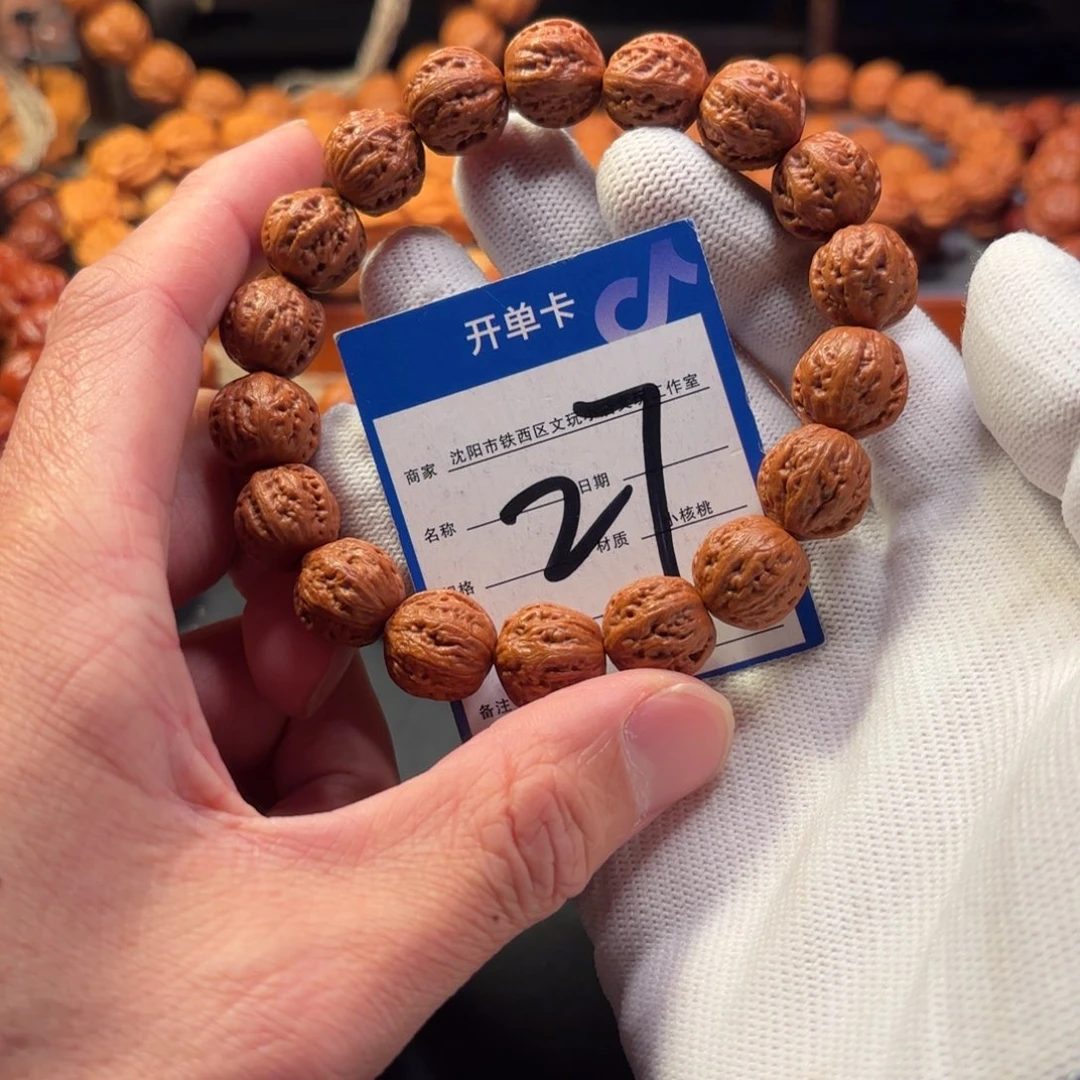 开单卡
商家 沈阳市铁西区文玩 工作室
名称 日期
格 材质 小核桃
27
备注